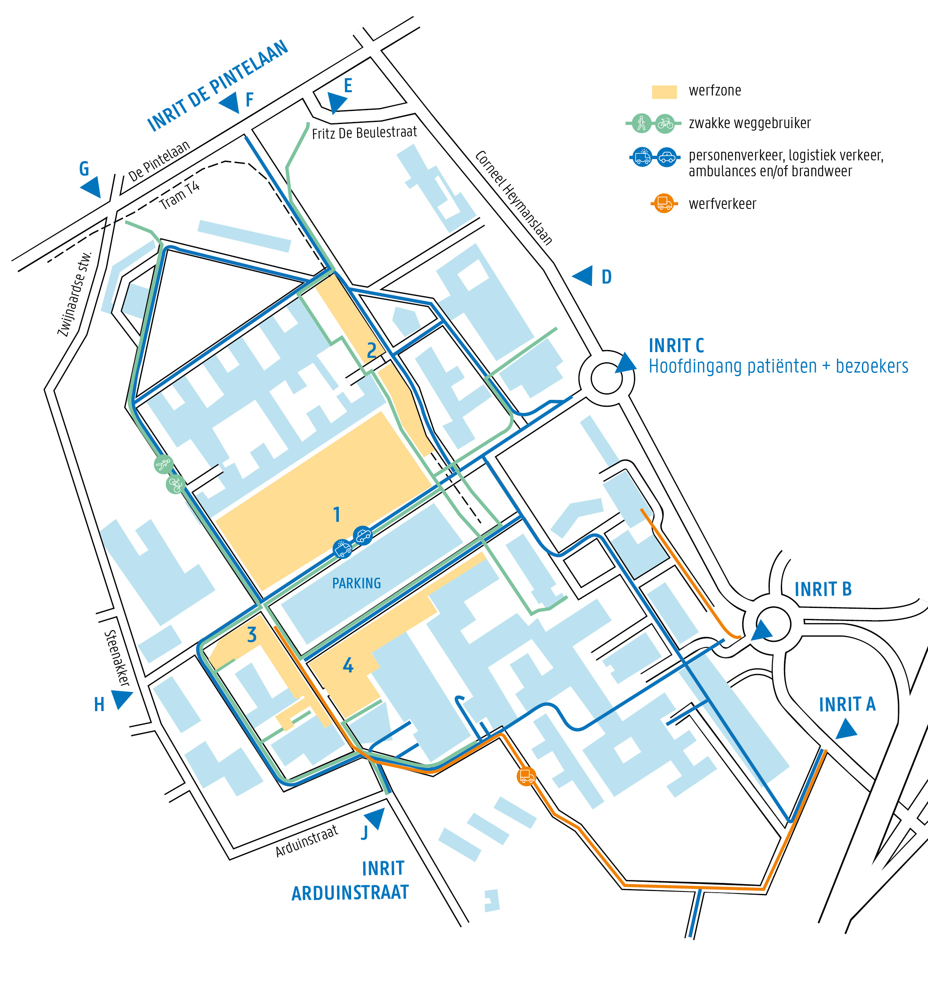 INRIT DE PINTELAAN
F
E
G
De Pintelaan
Tram T4
Fritz De Beulestraat
Corneel Heymanslaan
Zwijnaardse stw.
werfzone
zwakke weggebruiker
personenverkeer, logistiek verkeer,
ambulances en/of brandweer
werfverkeer
D
INRIT C
Hoofdingang patiënten + bezoekers
2
1
PARKING
3
4
INRIT B
INRIT A
Steenakker
H
J
Arduinstraat
INRIT
ARDUINSTRAAT